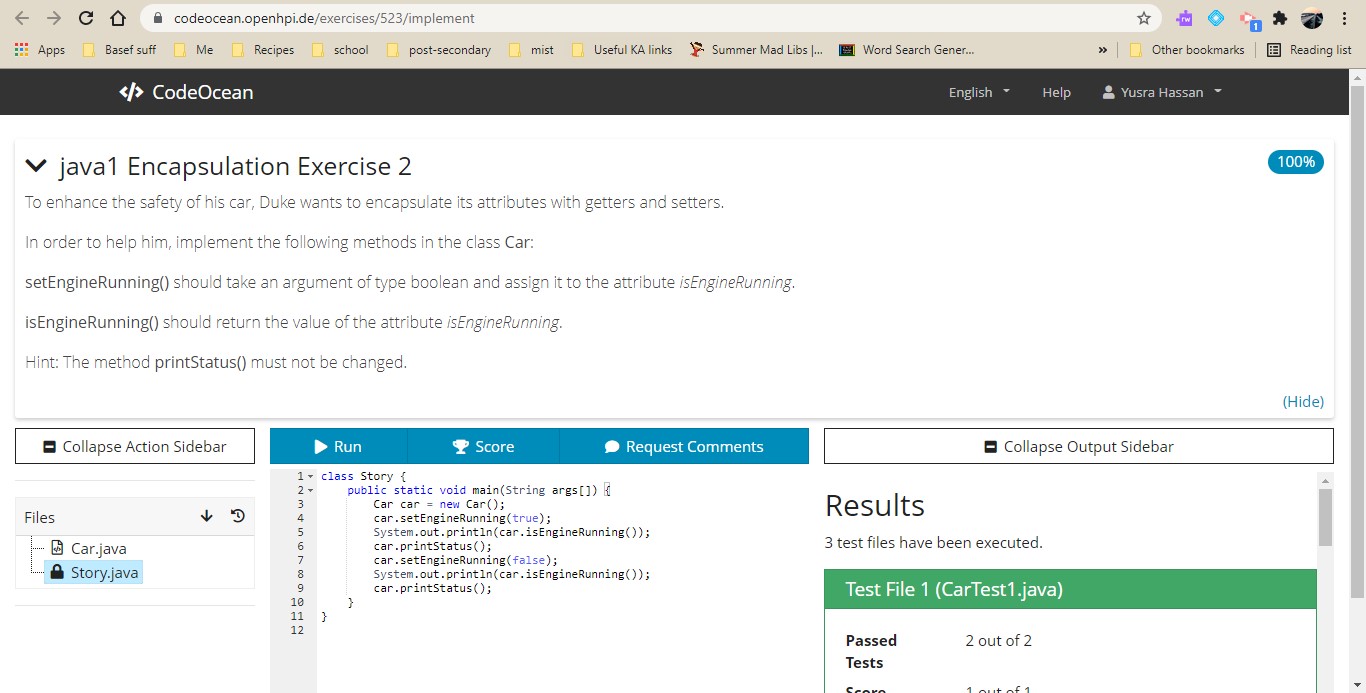 codeocean.openhpi.de/exercises/523/implement
1
Apps Basef suff Me Recipes school post-secondary mist Useful KA links Summer Mad Libs |... Word Search Gener... » Other bookmarks Reading list
</> CodeOcean English Help Yusra Hassan
java1 Encapsulation Exercise 2 100%
To enhance the safety of his car, Duke wants to encapsulate its attributes with getters and setters.
In order to help him, implement the following methods in the class Car:
setEngineRunning() should take an argument of type boolean and assign it to the attribute isEngineRunning.
isEngineRunning() should return the value of the attribute isEngineRunning.
Hint: The method printStatus() must not be changed.
(Hide)
Collapse Action Sidebar
Files
Car.java
Story.java
Run Score Request Comments
1 class Story {
2 public static void main(String args[]) {
3 Car car = new Car();
4 car.setEngineRunning(true);
5 System.out.println(car.isEngineRunning());
6 car.printStatus();
7 car.setEngineRunning(false);
8 System.out.println(car.isEngineRunning());
9 car.printStatus();
10 }
11 }
12
Collapse Output Sidebar
Results
3 test files have been executed.
Test File 1 (CarTest1.java)
Passed 2 out of 2
Tests
Score 1 out of 1